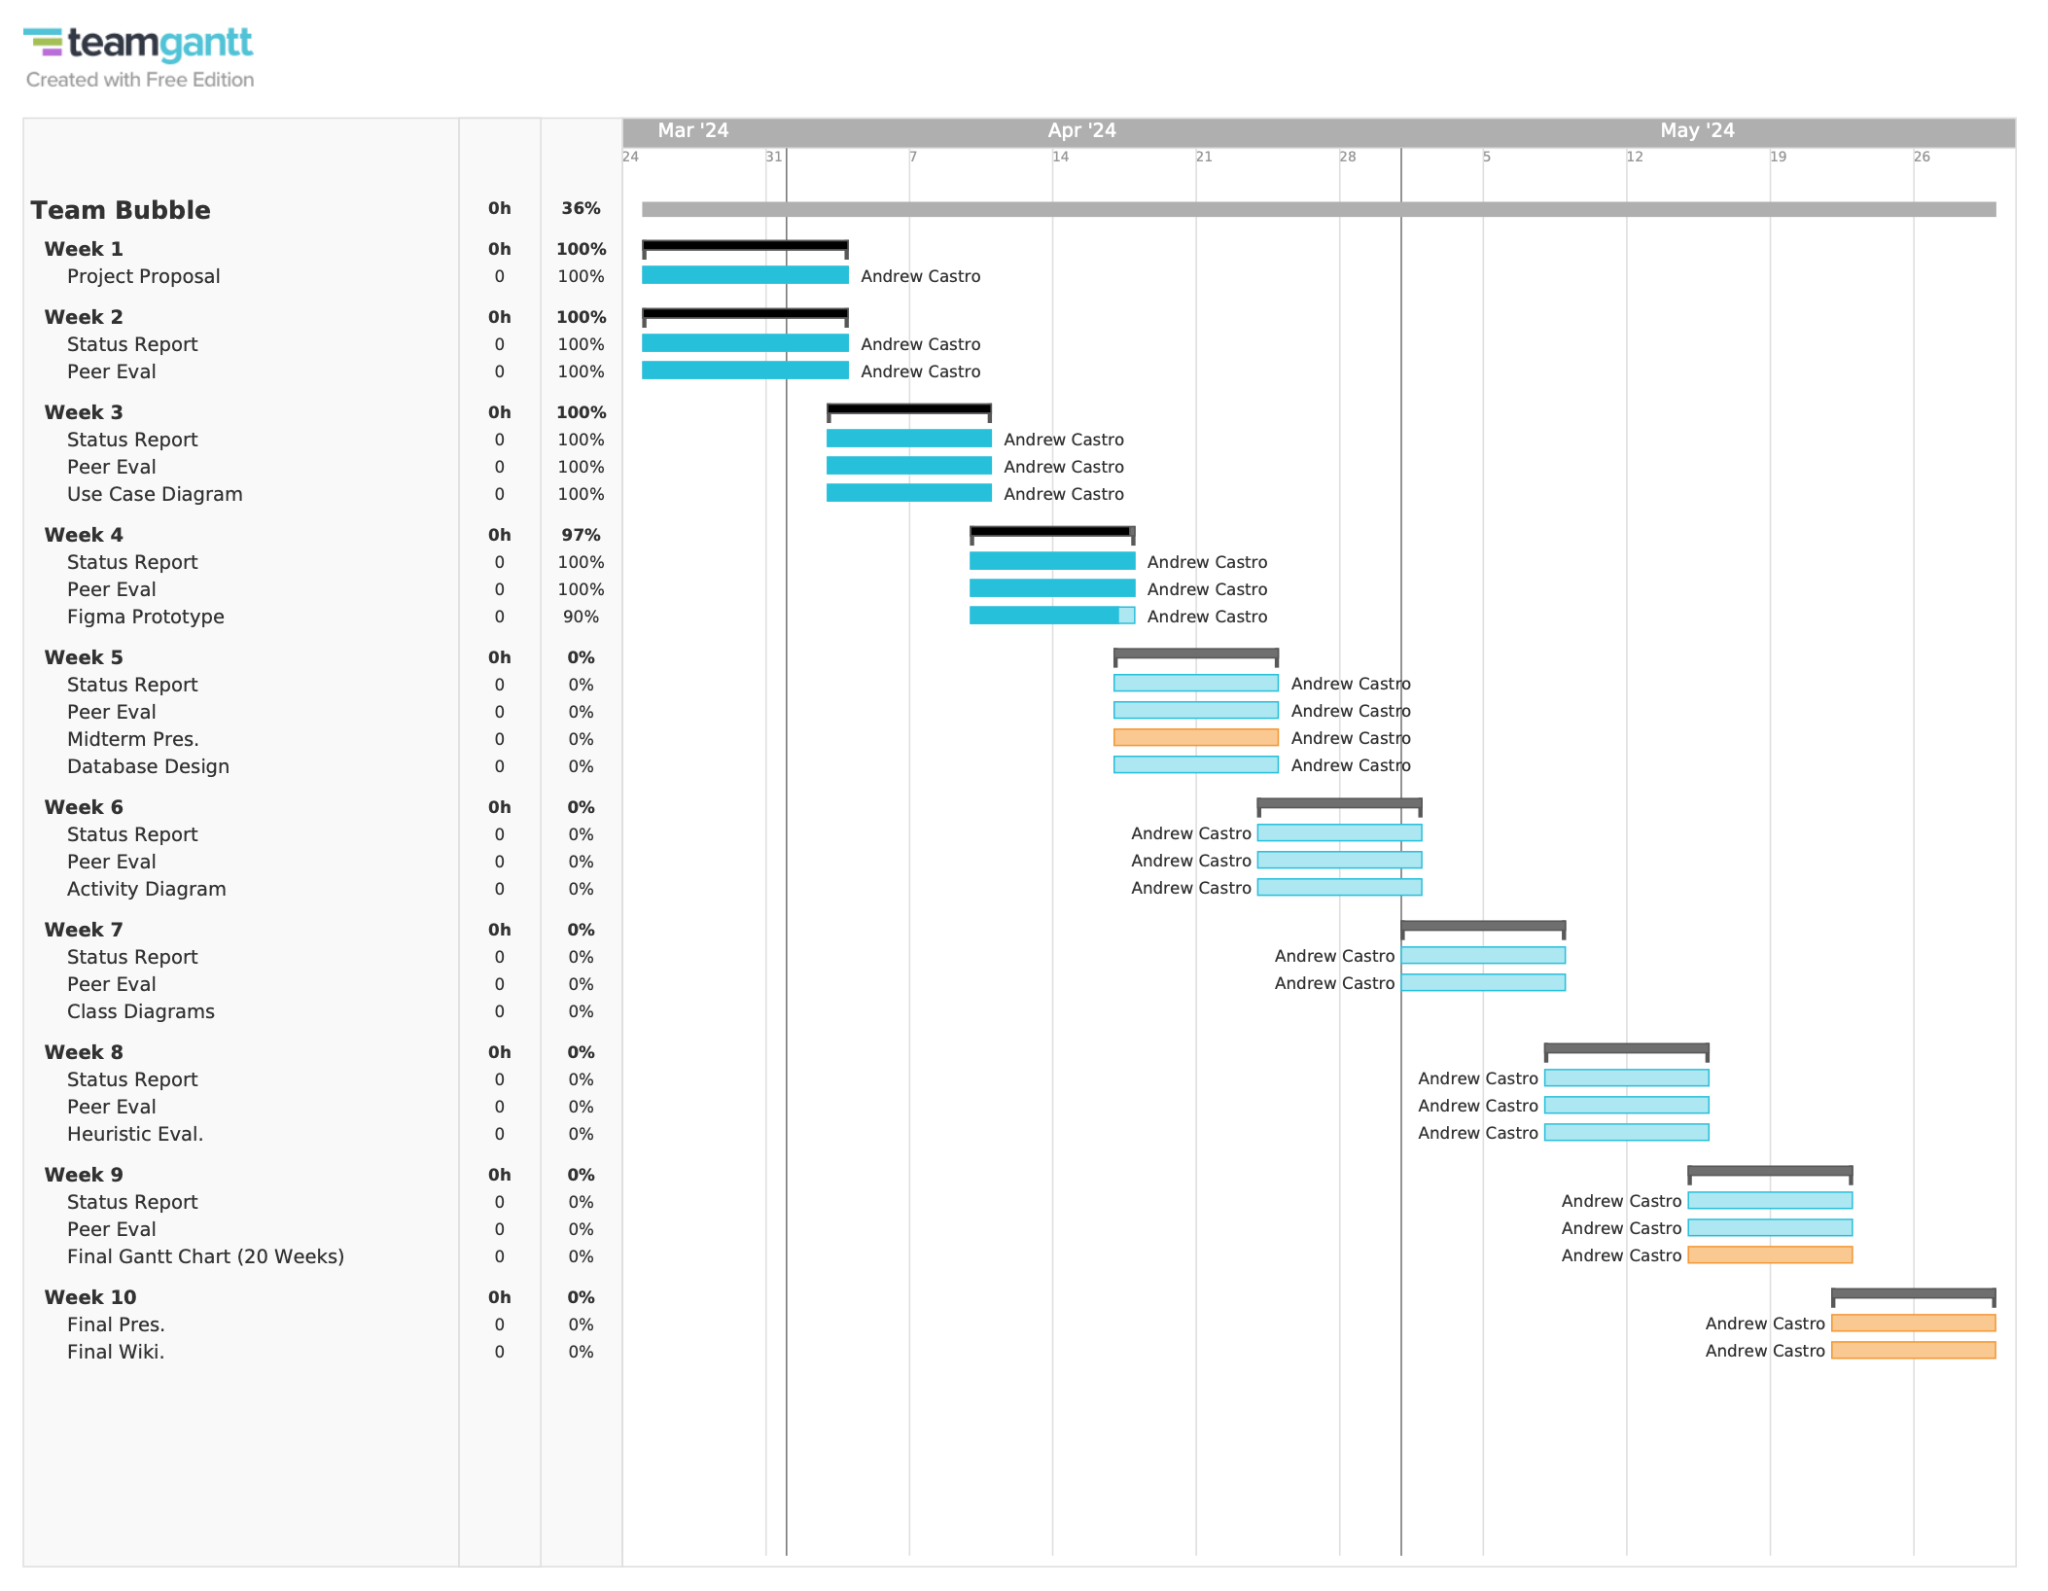 teamgantt
Created with Free Edition
Mar '24 Apr '24 May '24
24 31 7 14 21 28 5 12 19 26
Team Bubble 0h 36%
Week 1 0h 100%
Project Proposal 0 100% Andrew Castro
Week 2 0h 100%
Status Report 0 100% Andrew Castro
Peer Eval 0 100% Andrew Castro
Week 3 0h 100%
Status Report 0 100% Andrew Castro
Peer Eval 0 100% Andrew Castro
Use Case Diagram 0 100% Andrew Castro
Week 4 0h 97%
Status Report 0 100% Andrew Castro
Peer Eval 0 100% Andrew Castro
Figma Prototype 0 90% Andrew Castro
Week 5 0h 0%
Status Report 0 0% Andrew Castro
Peer Eval 0 0% Andrew Castro
Midterm Pres. 0 0% Andrew Castro
Database Design 0 0% Andrew Castro
Week 6 0h 0%
Status Report 0 0% Andrew Castro
Peer Eval 0 0% Andrew Castro
Activity Diagram 0 0% Andrew Castro
Week 7 0h 0%
Status Report 0 0% Andrew Castro
Peer Eval 0 0% Andrew Castro
Class Diagrams 0 0%
Week 8 0h 0%
Status Report 0 0% Andrew Castro
Peer Eval 0 0% Andrew Castro
Heuristic Eval. 0 0% Andrew Castro
Week 9 0h 0%
Status Report 0 0% Andrew Castro
Peer Eval 0 0% Andrew Castro
Final Gantt Chart (20 Weeks) 0 0% Andrew Castro
Week 10 0h 0%
Final Pres. 0 0% Andrew Castro
Final Wiki. 0 0% Andrew Castro